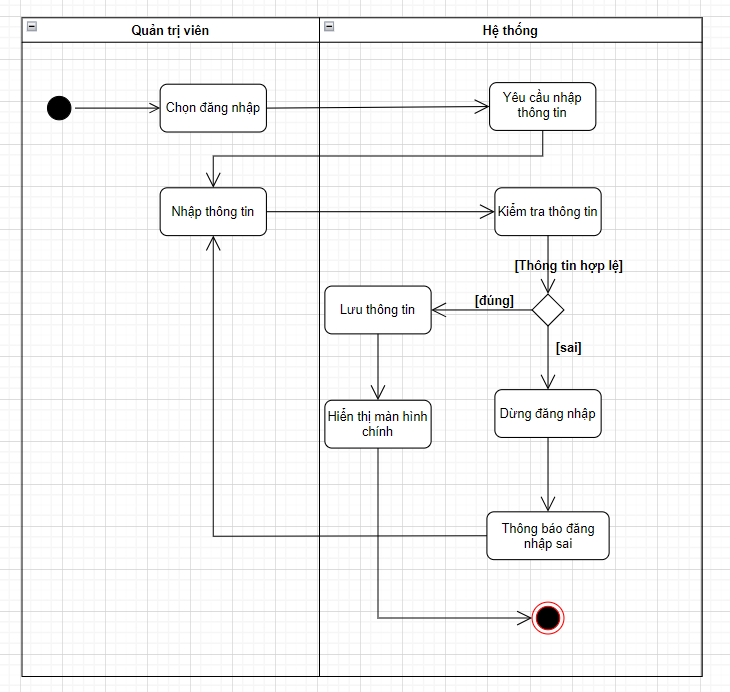 Quản trị viên
Hệ thống
Chọn đăng nhập
Yêu cầu nhập
thông tin
Nhập thông tin
Kiểm tra thông tin
[Thông tin hợp lệ]
[đúng]
Lưu thông tin
[sai]
Hiển thị màn hình
chính
Dừng đăng nhập
Thông báo đăng
nhập sai